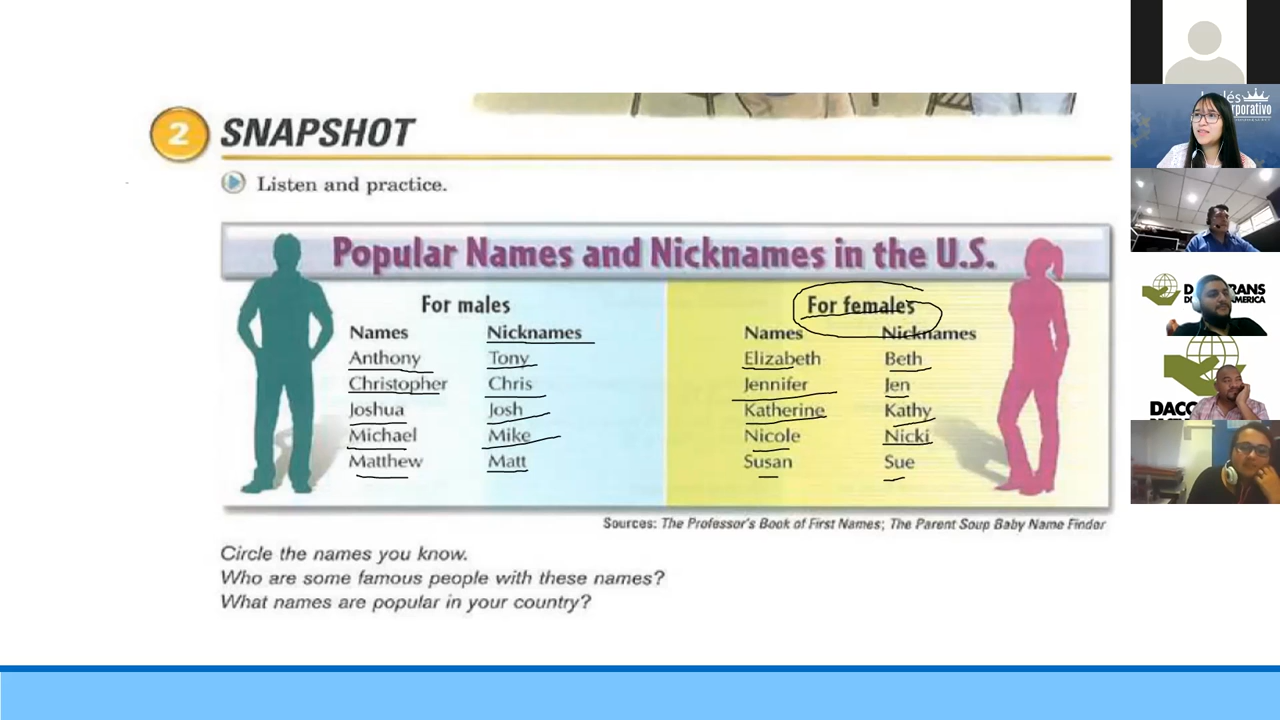 2 SNAPSHOT
Listen and practice.
Popular Names and Nicknames in the U.S.
For males
Names Nicknames
Anthony Tony
Christopher Chris
Joshua Josh
Michael Mike
Matthew Matt
For females
Names Nicknames
Elizabeth Beth
Jennifer Jen
Katherine Kathy
Nicole Nicki
Susan Sue
Sources: The Professor's Book of First Names; The Parent Soup Baby Name Finder
Circle the names you know.
Who are some famous people with these names?
What names are popular in your country?